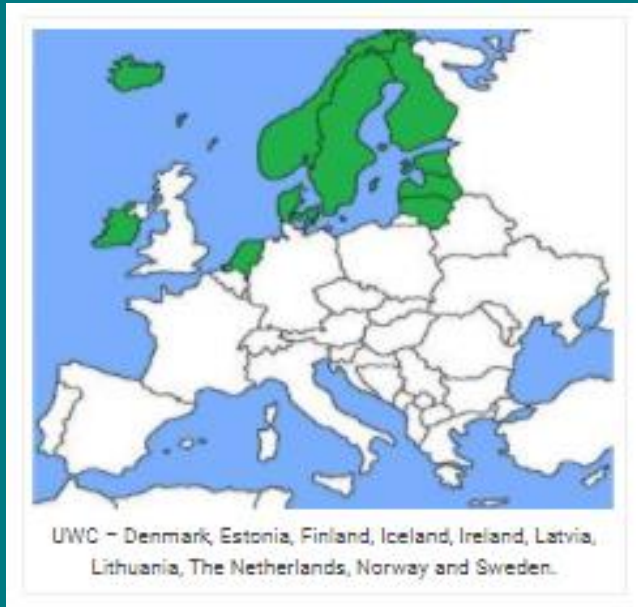 UWC – Denmark, Estonia, Finland, Iceland, Ireland, Latvia,
Lithuania, The Netherlands, Norway and Sweden.